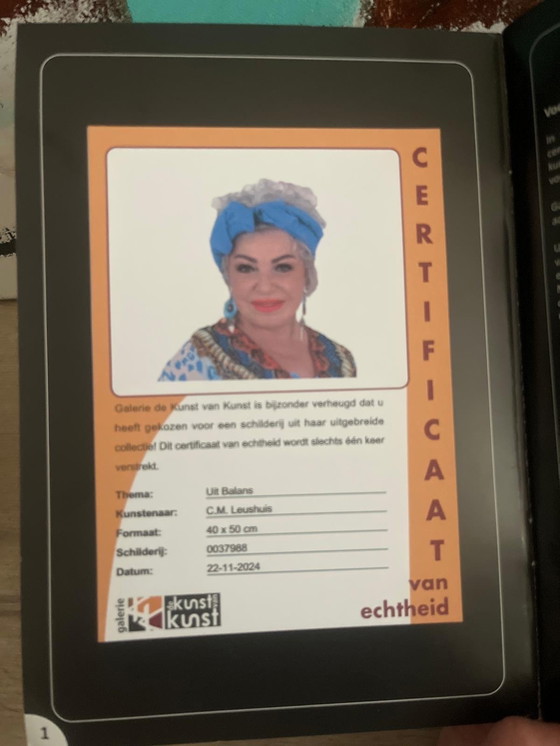 CERTIFICAAT
van
echtheid
Galerie de Kunst van Kunst is bijzonder verheugd dat u
heeft gekozen voor een schilderij uit haar uitgebreide
collectie! Dit certificaat van echtheid wordt slechts één keer
verstrekt.
Thema: Uit Balans
Kunstenaar: C.M. Leushuis
Formaat: 40 x 50 cm
Schilderij: 0037988
Datum: 22-11-2024
galerie
de kunst van
kunst
1